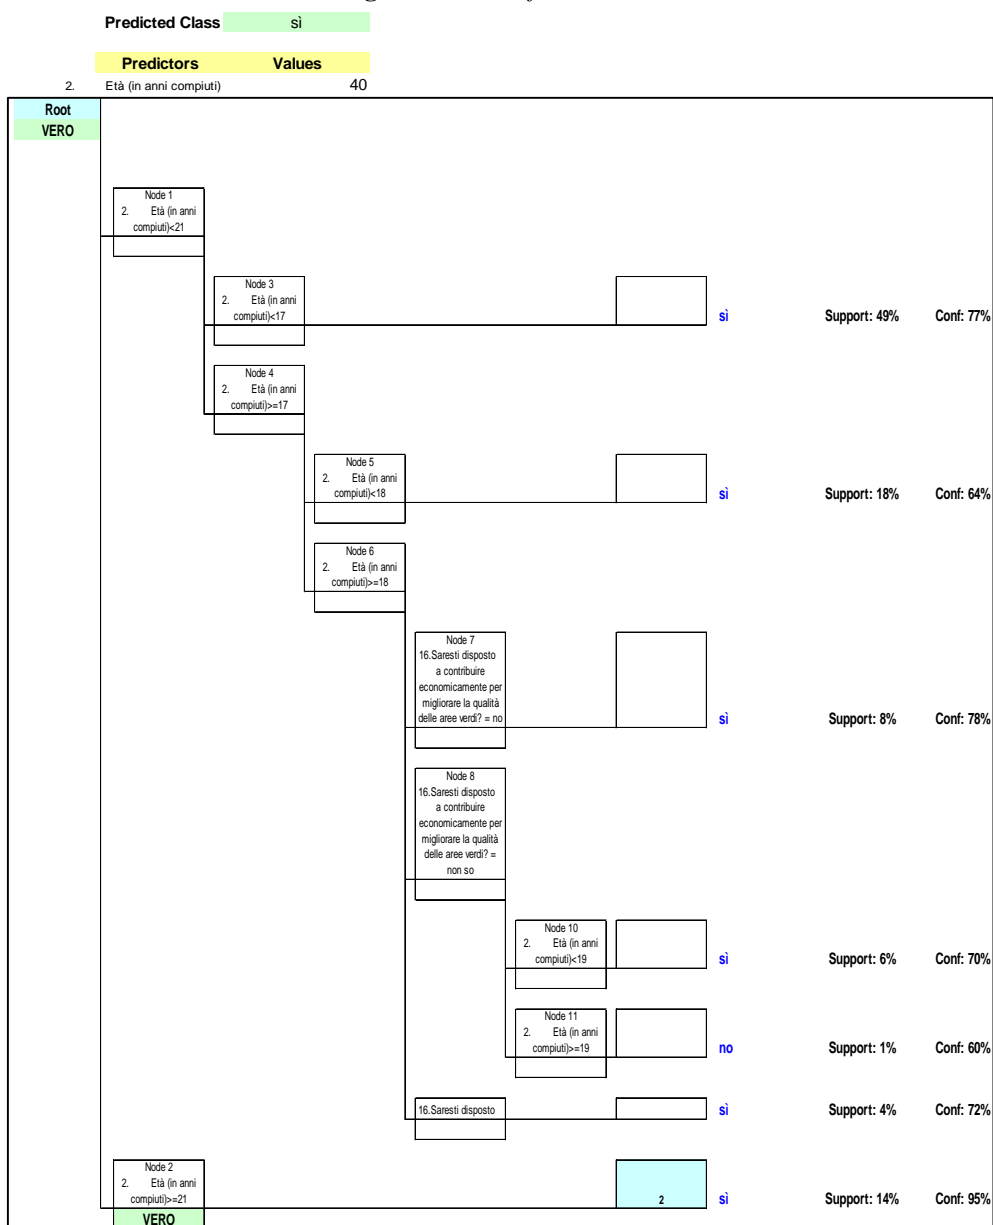 Predicted Class sì
Predictors Values
2. Età (in anni compiuti) 40
Root
VERO
Node 1
2. Età (in anni
compiuti)<21
Node 3
2. Età (in anni
compiuti)<17
sì Support: 49% Conf: 77%
Node 4
2. Età (in anni
compiuti)>=17
Node 5
2. Età (in anni
compiuti)<18
sì Support: 18% Conf: 64%
Node 6
2. Età (in anni
compiuti)>=18
Node 7
16.Saresti disposto
a contribuire
economicamente per
migliorare la qualità
delle aree verdi? = no
sì Support: 8% Conf: 78%
Node 8
16.Saresti disposto
a contribuire
economicamente per
migliorare la qualità
delle aree verdi? =
non so
Node 10
2. Età (in anni
compiuti)<19
sì Support: 6% Conf: 70%
Node 11
2. Età (in anni
compiuti)>=19
no Support: 1% Conf: 60%
16.Saresti disposto
sì Support: 4% Conf: 72%
Node 2
2. Età (in anni
compiuti)>=21
2 sì Support: 14% Conf: 95%
VERO